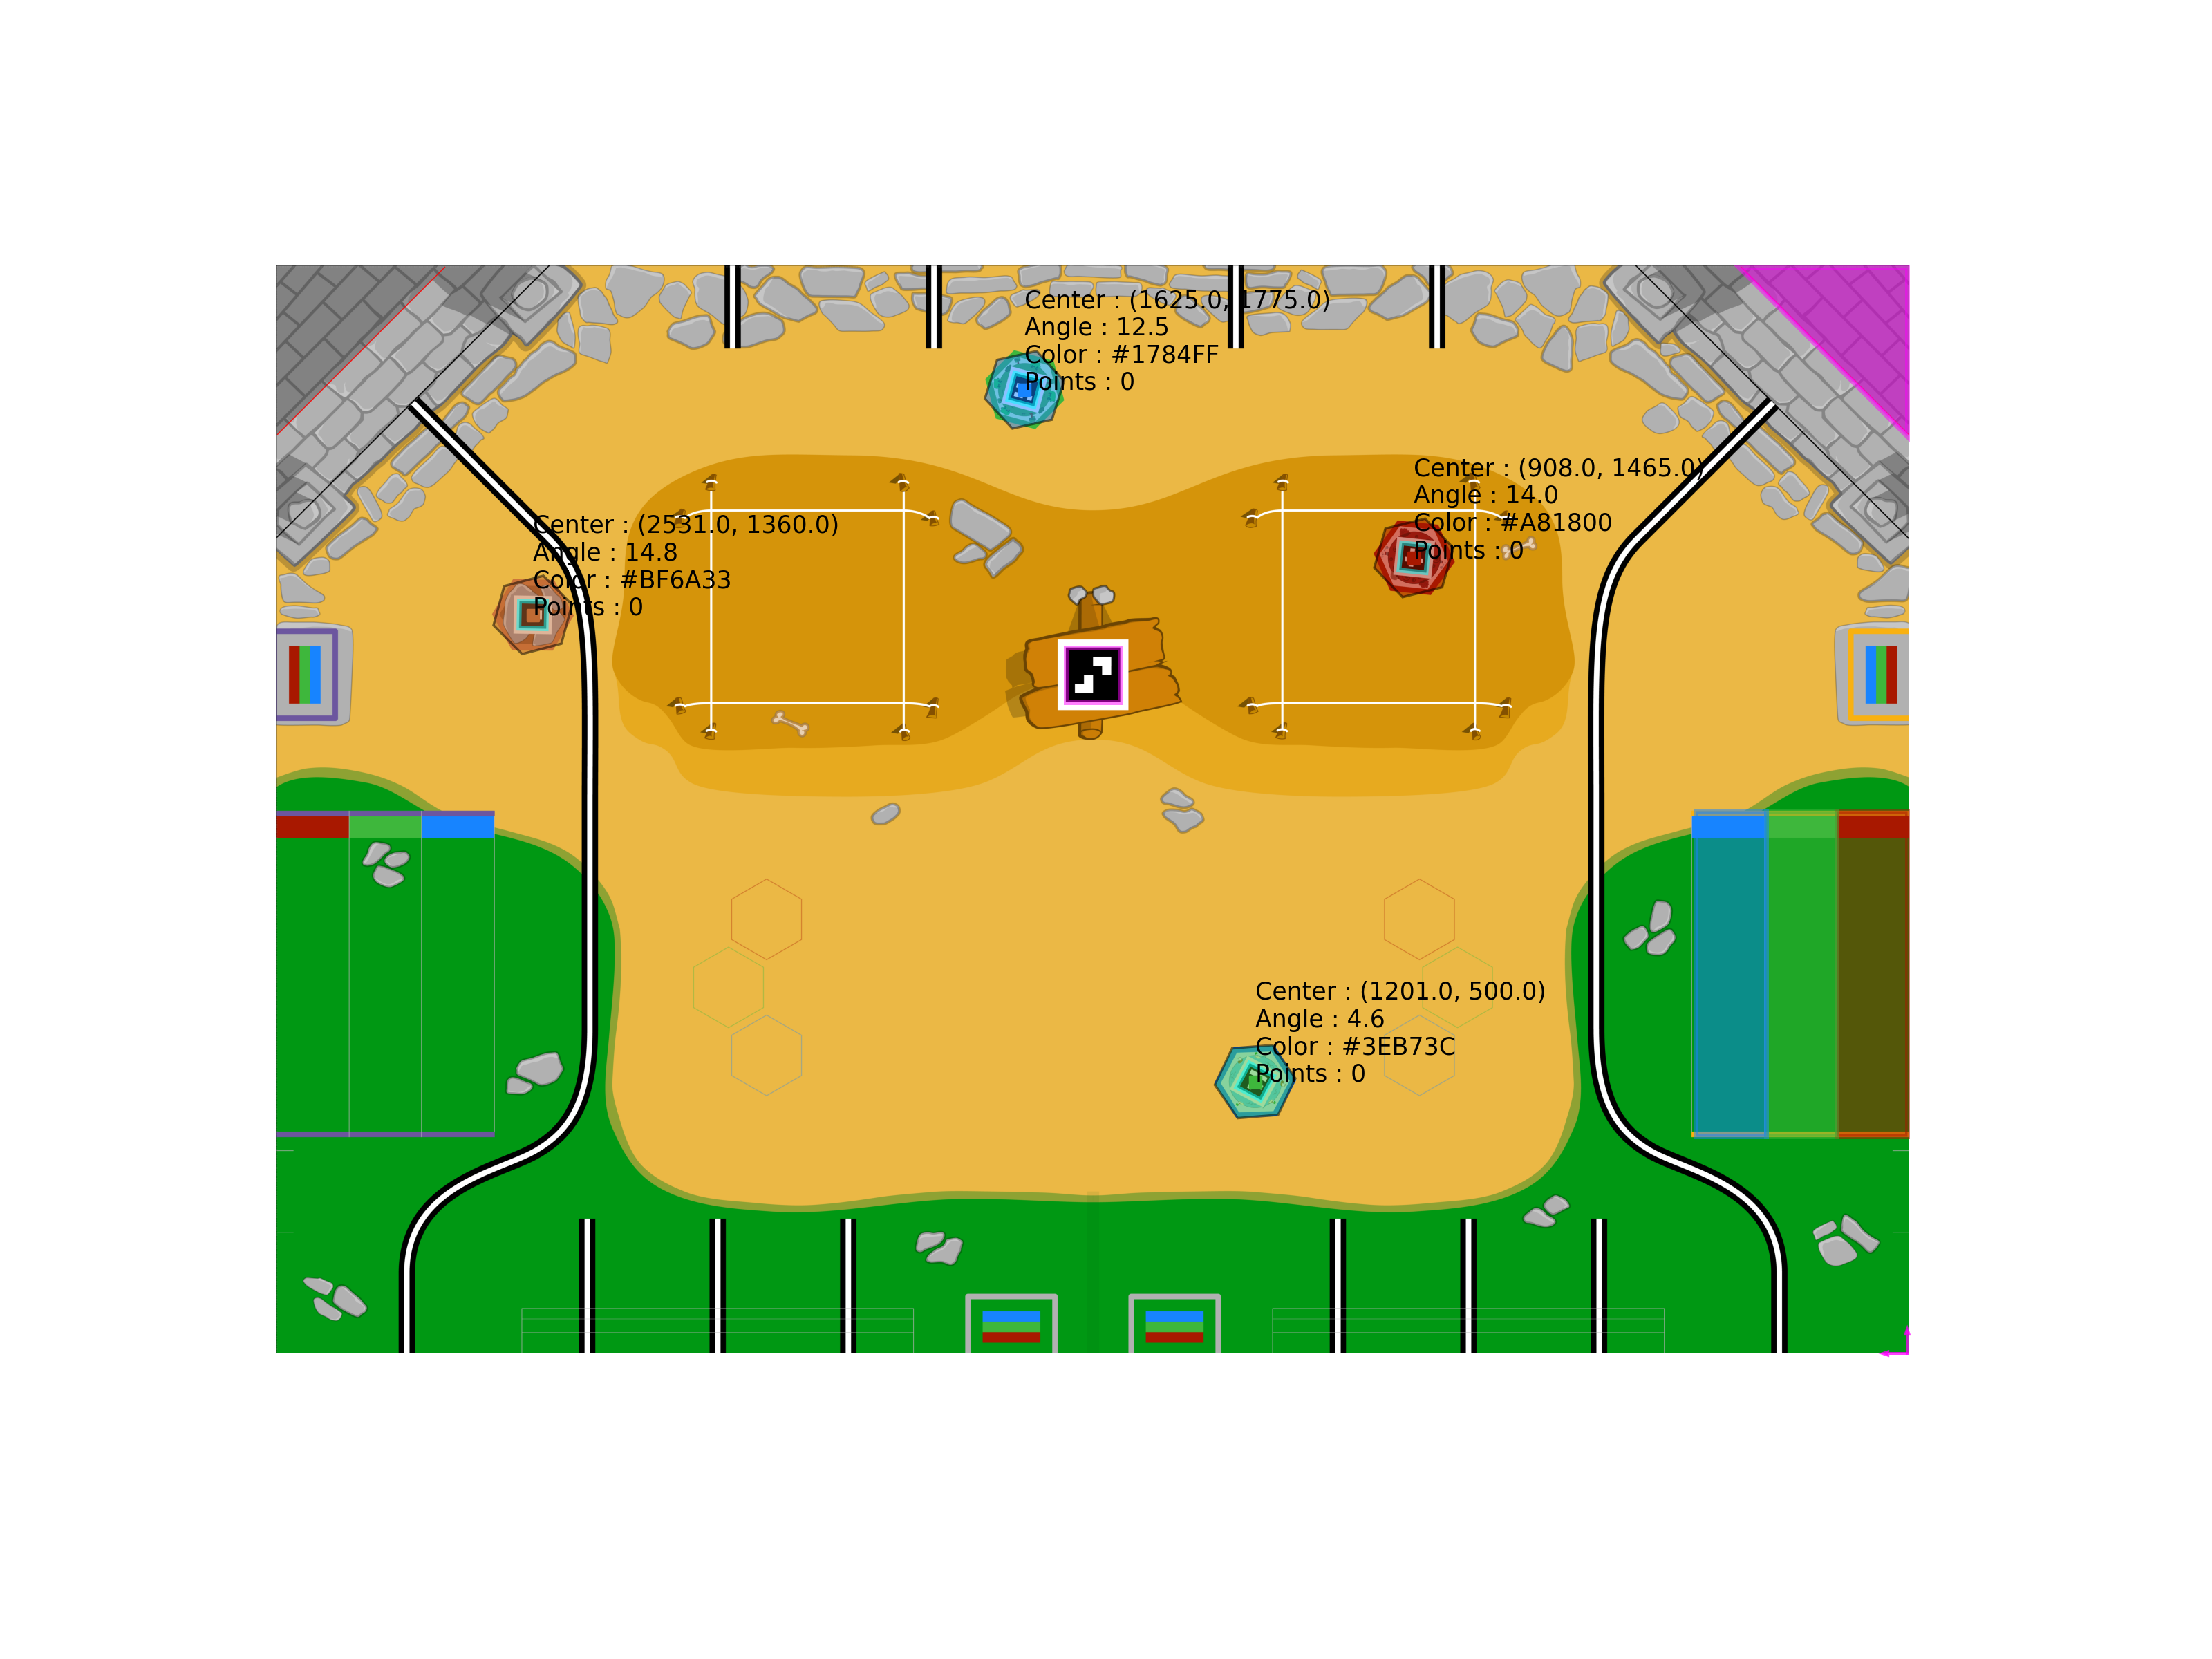 Center : (1625.0, 1775.0)
Angle : 12.5
Color : #1784FF
Points : 0
Center : (908.0, 1465.0)
Angle : 14.0
Color : #A81800
Points : 0
Center : (2531.0, 1360.0)
Angle : 14.8
Color : #BF6A33
Points : 0
Center : (1201.0, 500.0)
Angle : 4.6
Color : #3EB73C
Points : 0